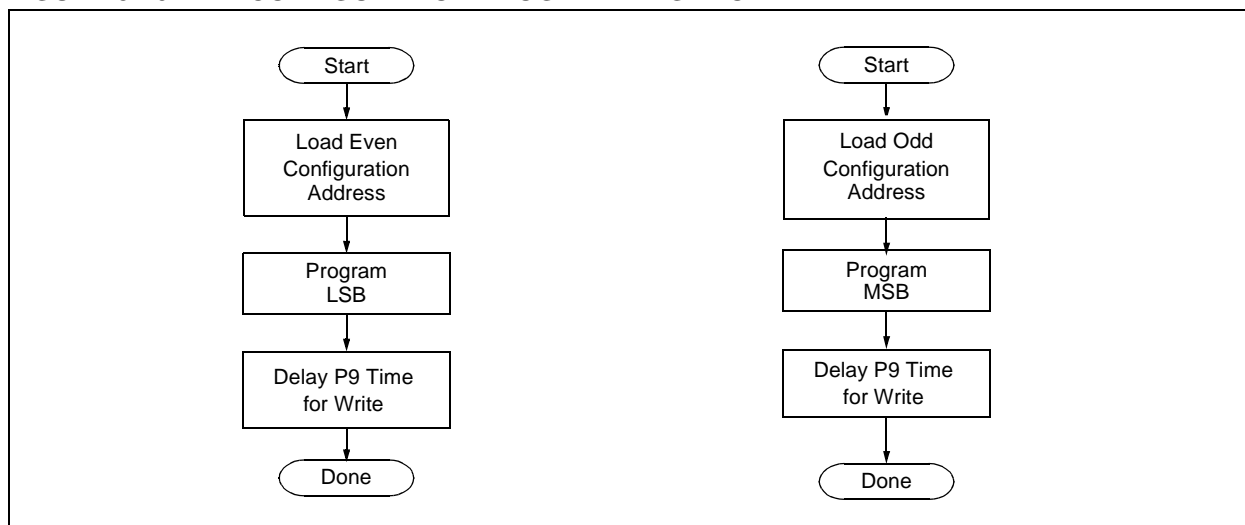 Start
Load Even
Configuration
Address
Program
LSB
Delay P9 Time
for Write
Done
Start
Load Odd
Configuration
Address
Program
MSB
Delay P9 Time
for Write
Done